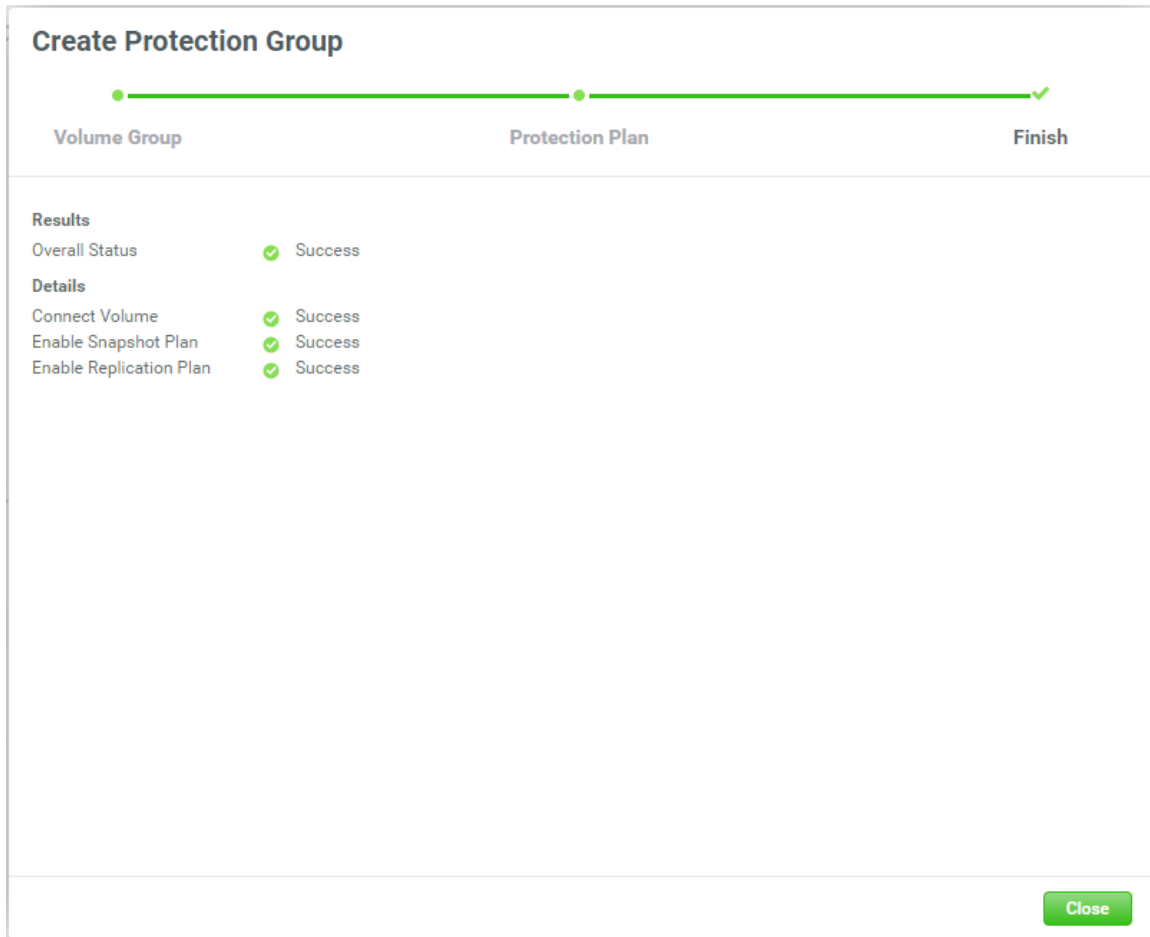 Create Protection Group
Volume Group Protection Plan Finish
Results
Overall Status Success
Details
Connect Volume Success
Enable Snapshot Plan Success
Enable Replication Plan Success
Close